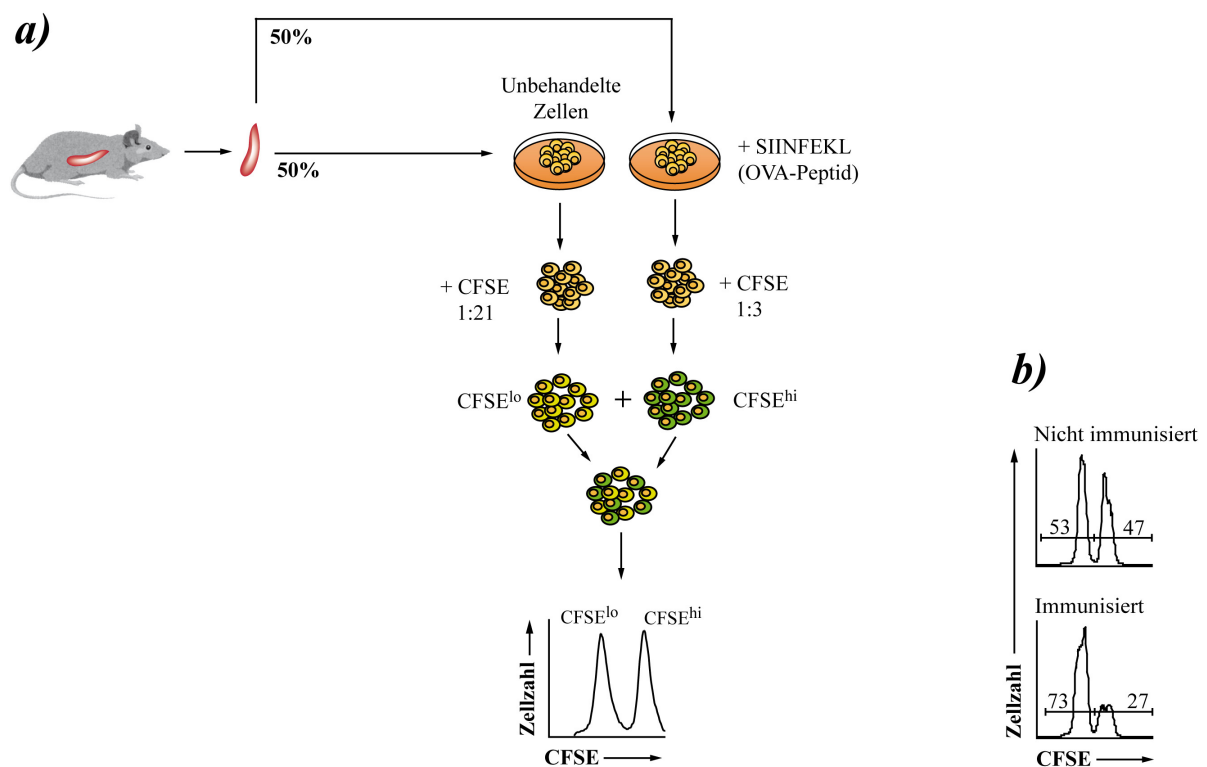 a)
50%
50%
Unbehandelte
Zellen
+ SIINFEKL
(OVA-Peptid)
+ CFSE
1:21
+ CFSE
1:3
CFSElo
+
CFSEhi
CFSElo
CFSEhi
Zellzahl
CFSE
b)
Nicht immunisiert
53
47
Immunisiert
73
27
Zellzahl
CFSE